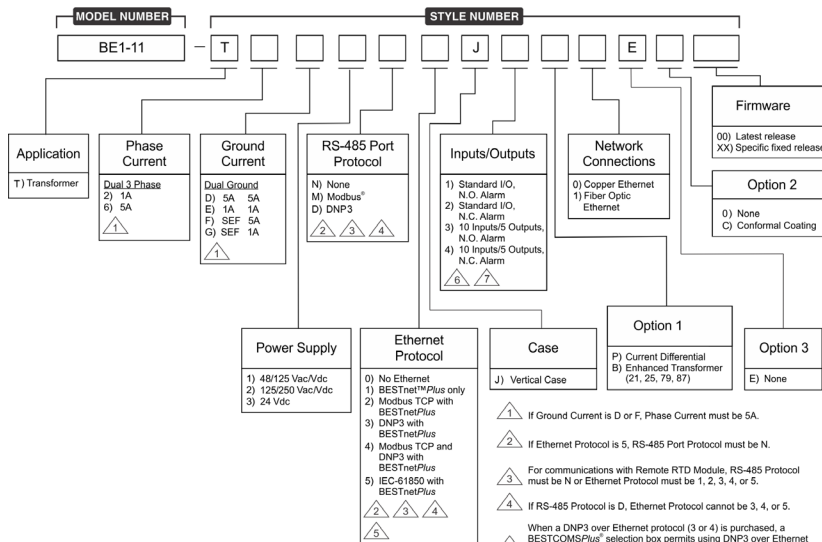 MODEL NUMBER
STYLE NUMBER
BE1-11 – T J E
Application
T) Transformer
Phase
Current
Dual 3 Phase
2) 1A
6) 5A
1
Ground
Current
Dual Ground
D) 5A 5A
E) 1A 1A
F) SEF 5A
G) SEF 1A
1
RS-485 Port
Protocol
N) None
M) Modbus®
D) DNP3
2 3 4
Inputs/Outputs
1) Standard I/O,
N.O. Alarm
2) Standard I/O,
N.C. Alarm
3) 10 Inputs/5 Outputs,
N.O. Alarm
4) 10 Inputs/5 Outputs,
N.C. Alarm
6 7
Network
Connections
0) Copper Ethernet
1) Fiber Optic
Ethernet
Firmware
00) Latest release
XX) Specific fixed release
Option 2
0) None
C) Conformal Coating
Power Supply
1) 48/125 Vac/Vdc
2) 125/250 Vac/Vdc
3) 24 Vdc
Ethernet
Protocol
0) No Ethernet
1) BESTnet™Plus only
2) Modbus TCP with
BESTnetPlus
3) DNP3 with
BESTnetPlus
4) Modbus TCP and
DNP3 with
BESTnetPlus
5) IEC-61850 with
BESTnetPlus
2 3 4
5
Case
J) Vertical Case
Option 1
P) Current Differential
B) Enhanced Transformer
(21, 25, 79, 87)
Option 3
E) None
1 If Ground Current is D or F, Phase Current must be 5A.
2 If Ethernet Protocol is 5, RS-485 Port Protocol must be N.
3 For communications with Remote RTD Module, RS-485 Protocol
must be N or Ethernet Protocol must be 1, 2, 3, 4, or 5.
4 If RS-485 Protocol is D, Ethernet Protocol cannot be 3, 4, or 5.
When a DNP3 over Ethernet protocol (3 or 4) is purchased, a
BESTCOMSPlus® selection box permits using DNP3 over Ethernet